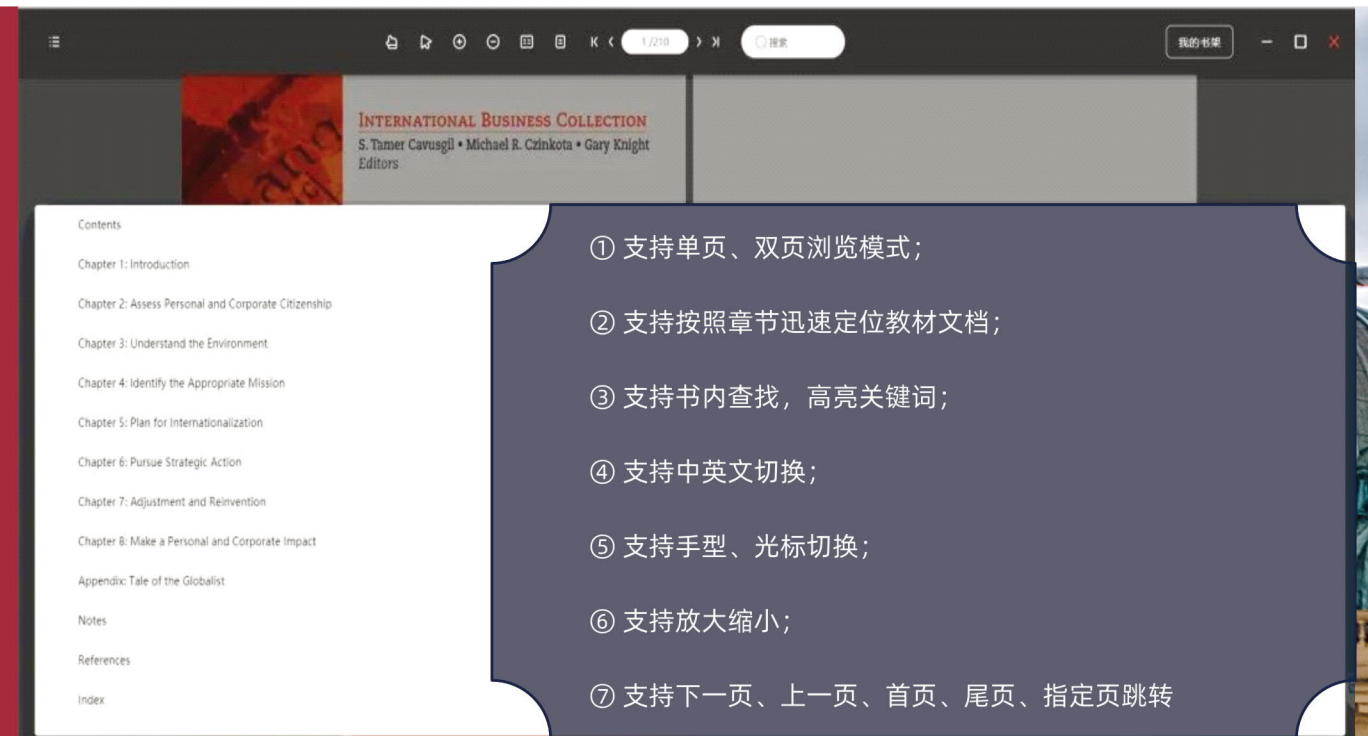 1 /210
搜索
我的书架
INTERNATIONAL BUSINESS COLLECTION
S. Tamer Cavusgil • Michael R. Czinkota • Gary Knight
Editors
Contents
Chapter 1: Introduction
Chapter 2: Assess Personal and Corporate Citizenship
Chapter 3: Understand the Environment
Chapter 4: Identify the Appropriate Mission
Chapter 5: Plan for Internationalization
Chapter 6: Pursue Strategic Action
Chapter 7: Adjustment and Reinvention
Chapter 8: Make a Personal and Corporate Impact
Appendix: Tale of the Globalist
Notes
References
Index
① 支持单页、双页浏览模式；
② 支持按照章节迅速定位教材文档；
③ 支持书内查找，高亮关键词；
④ 支持中英文切换；
⑤ 支持手型、光标切换；
⑥ 支持放大缩小；
⑦ 支持下一页、上一页、首页、尾页、指定页跳转